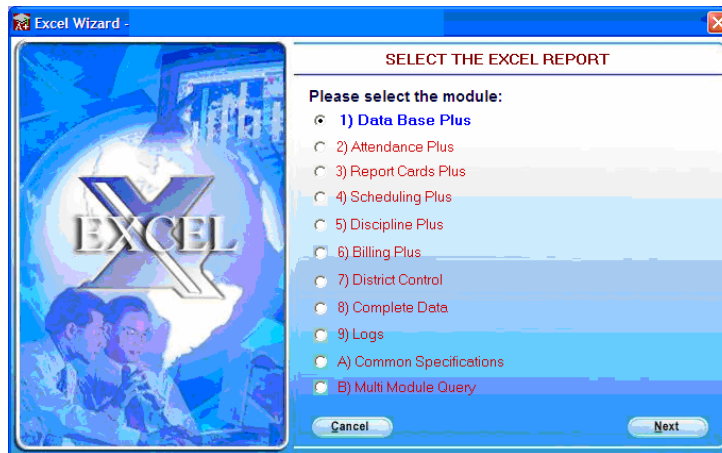 Excel Wizard -
SELECT THE EXCEL REPORT
Please select the module:
1) Data Base Plus
2) Attendance Plus
3) Report Cards Plus
4) Scheduling Plus
5) Discipline Plus
6) Billing Plus
7) District Control
8) Complete Data
9) Logs
A) Common Specifications
B) Multi Module Query
EXCEL
X
Cancel
Next